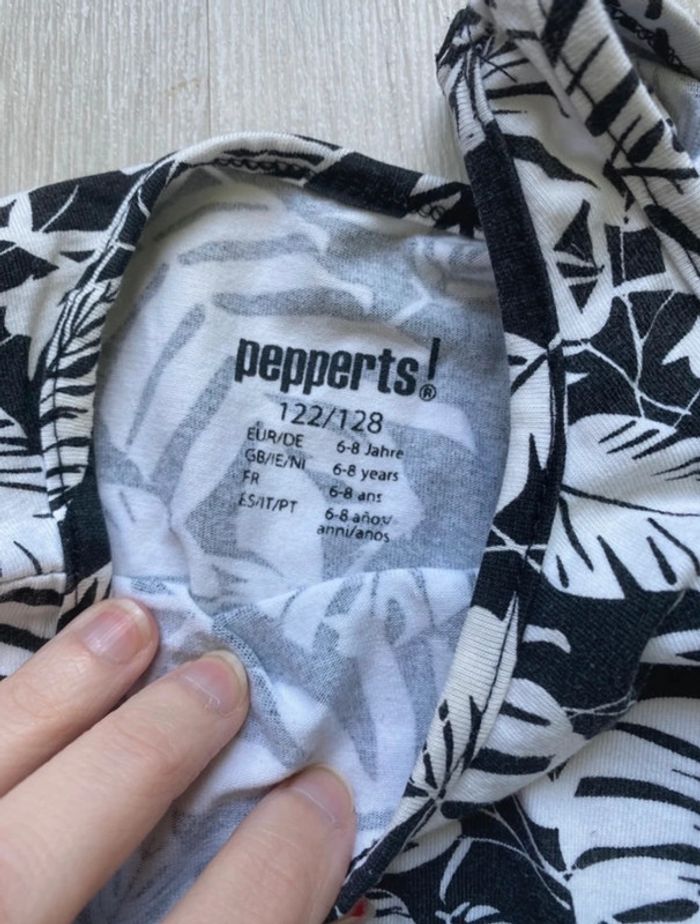 pepperts!®
122/128
EUR/DE 6-8 Jahre
GB/IE/NI 6-8 years
FR 6-8 ans
ES/IT/PT 6-8 años/
anni/anos